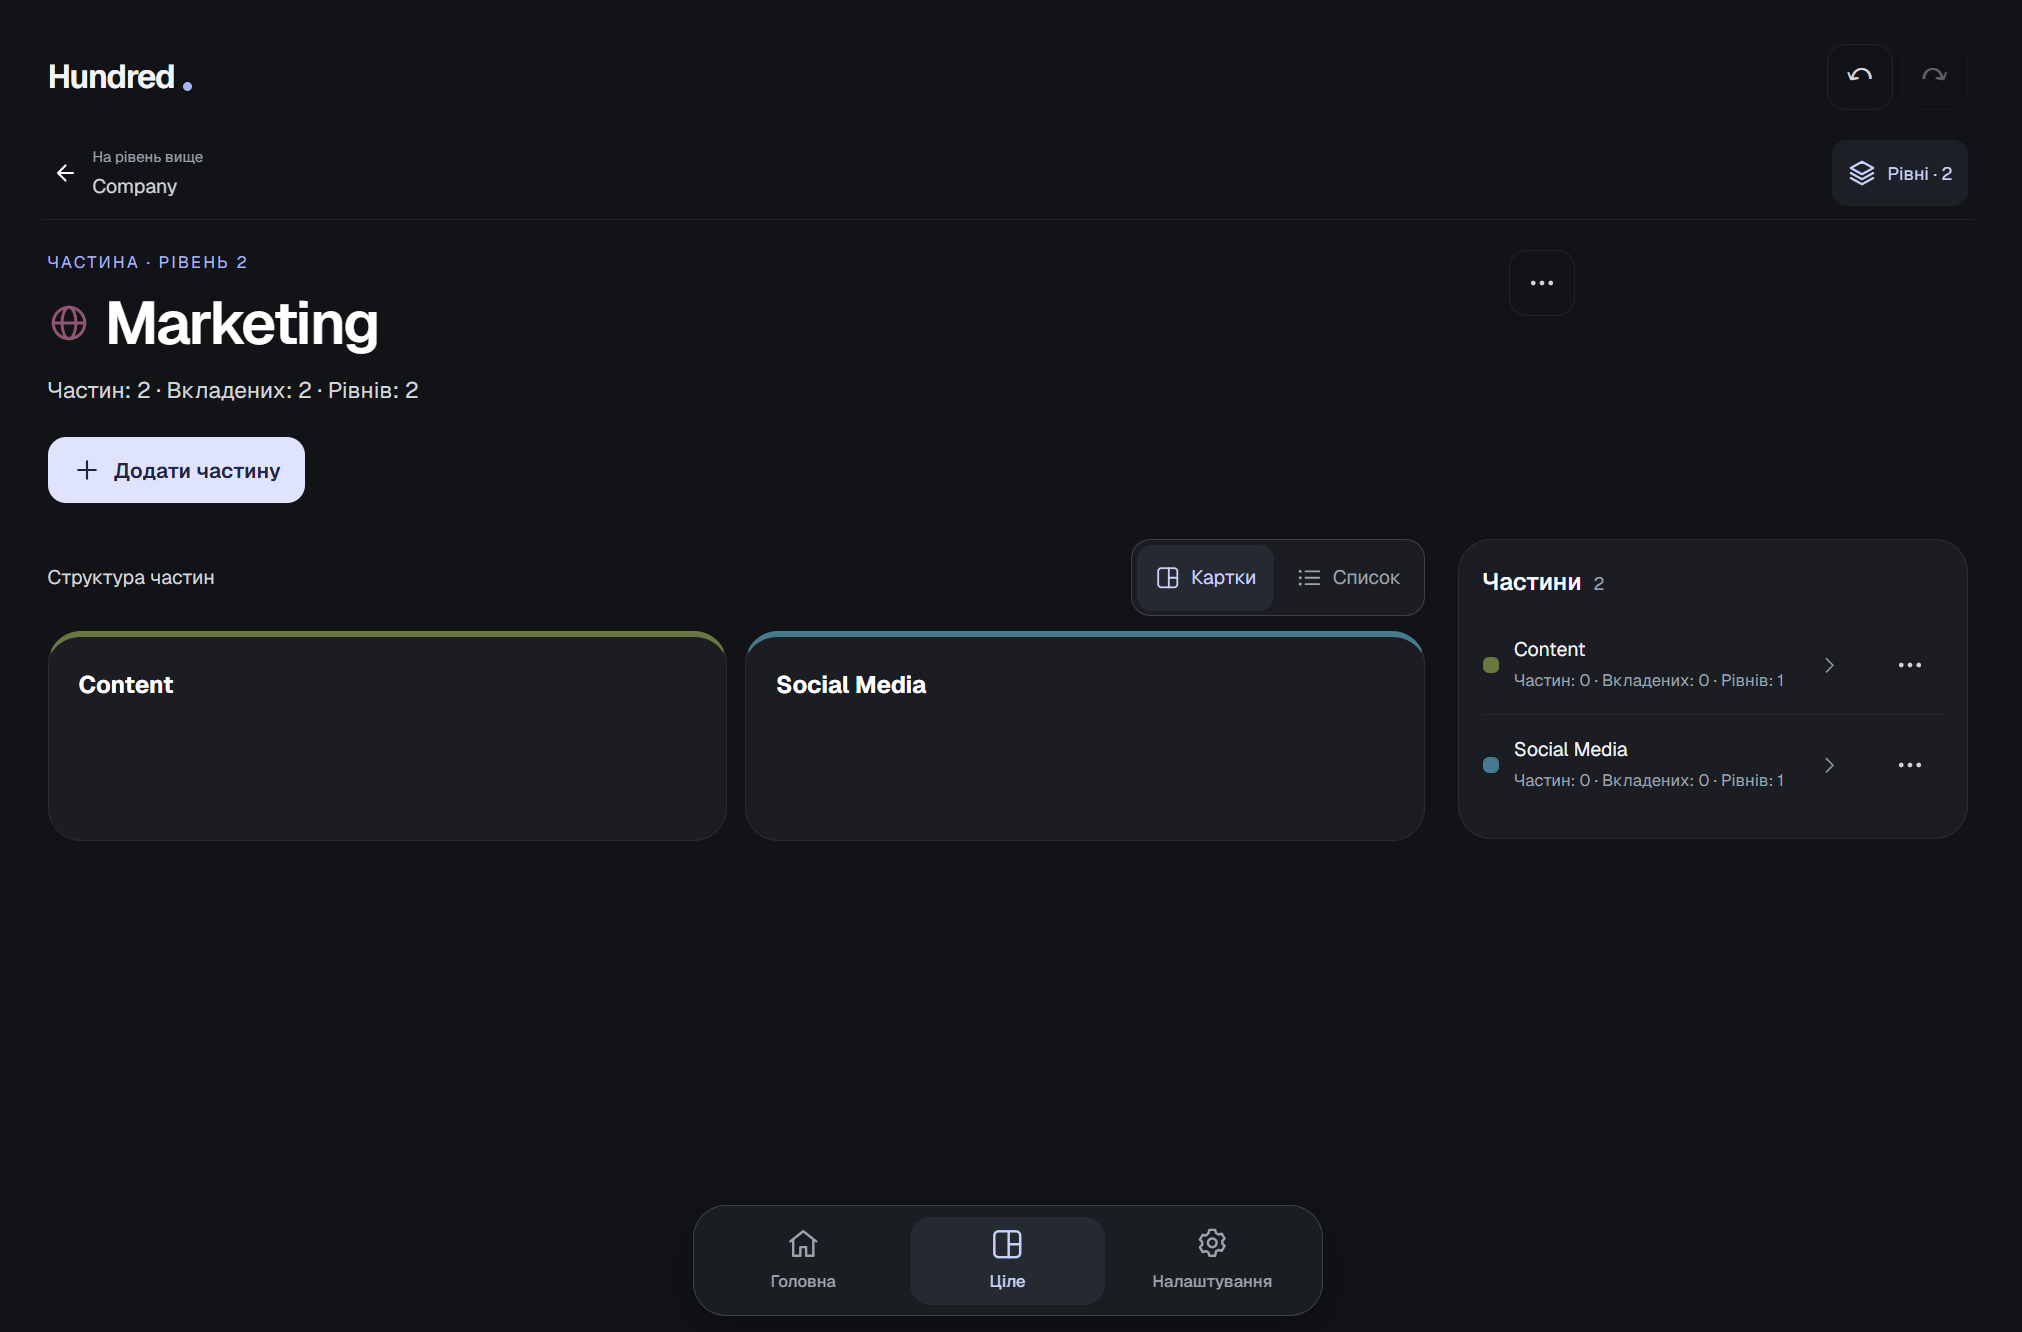 Hundred.
На рівень вище
Company
Рівні · 2
ЧАСТИНА · РІВЕНЬ 2
Marketing
Частин: 2 · Вкладених: 2 · Рівнів: 2
Додати частину
Структура частин
Картки
Список
Content
Social Media
Частини 2
Content
Частин: 0 · Вкладених: 0 · Рівнів: 1
Social Media
Частин: 0 · Вкладених: 0 · Рівнів: 1
Головна
Ціле
Налаштування